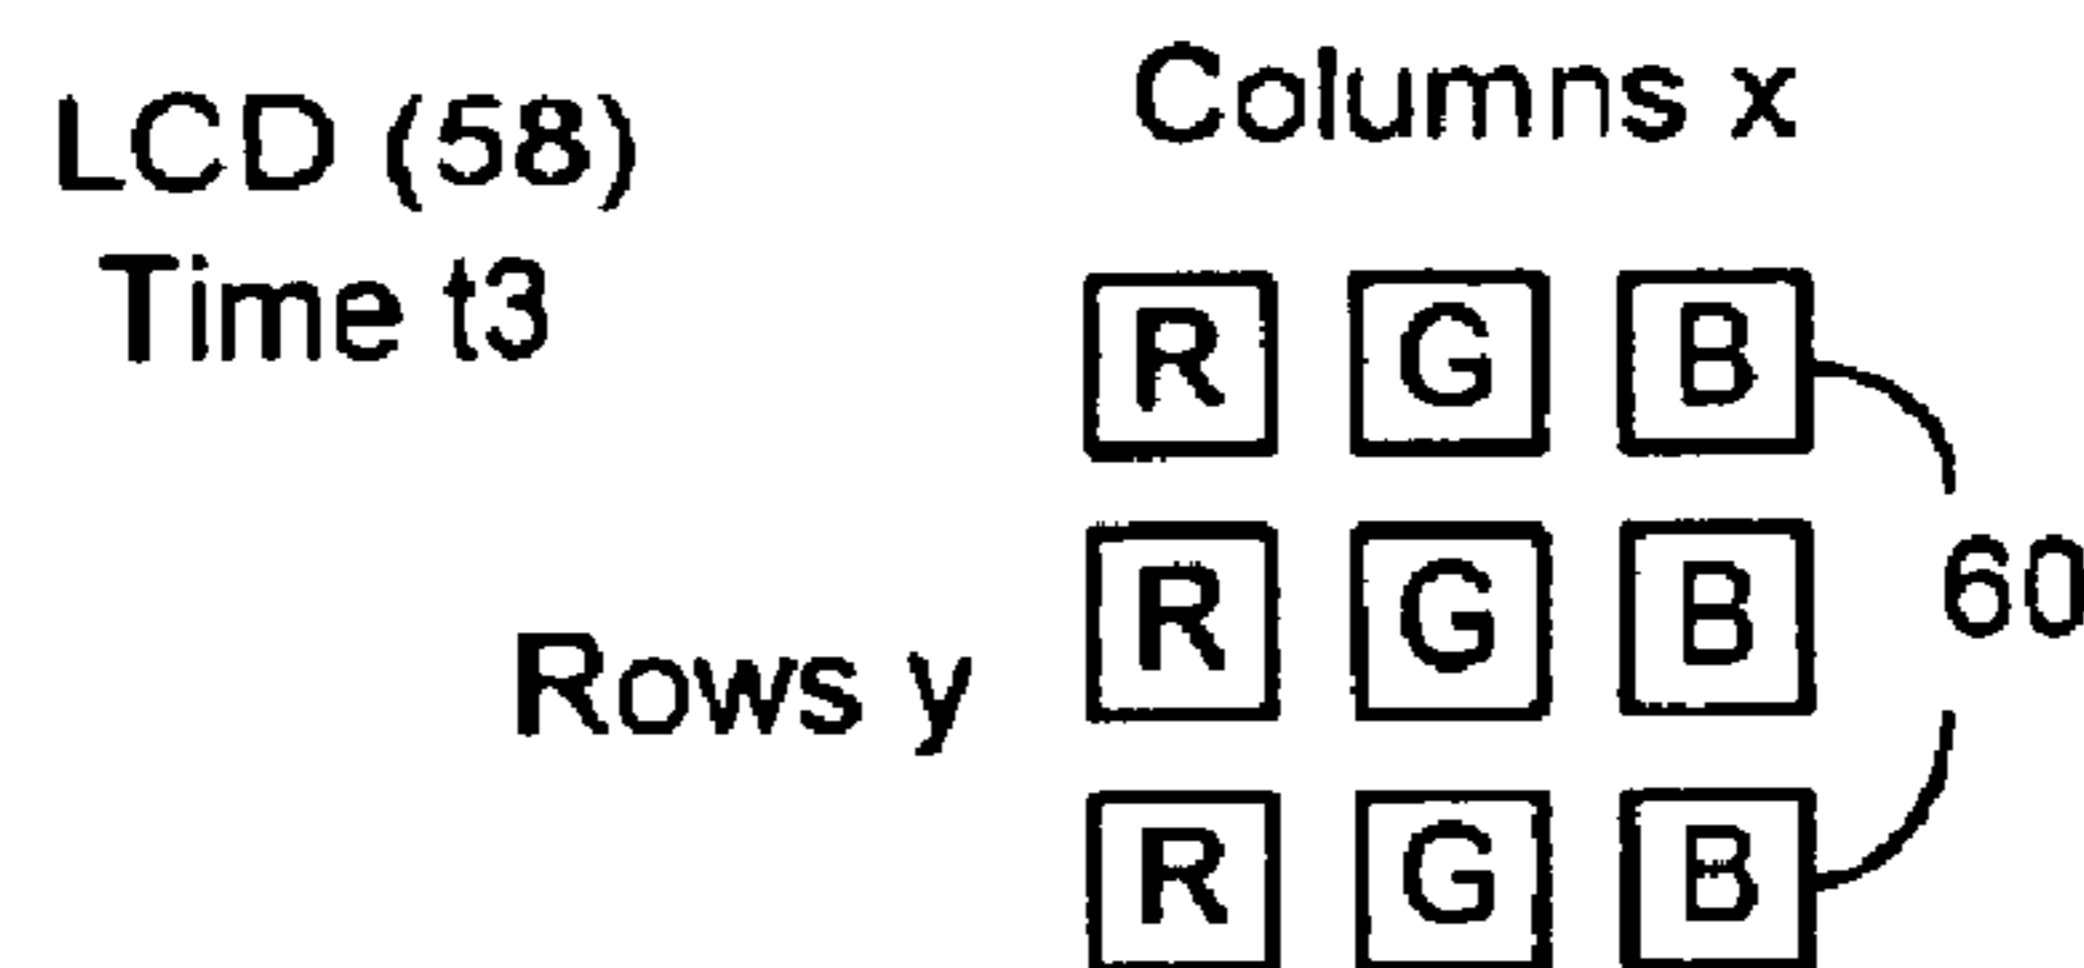 LCD (58)
Time t3
Columns x
R G B
R G B
60
Rows y
R G B